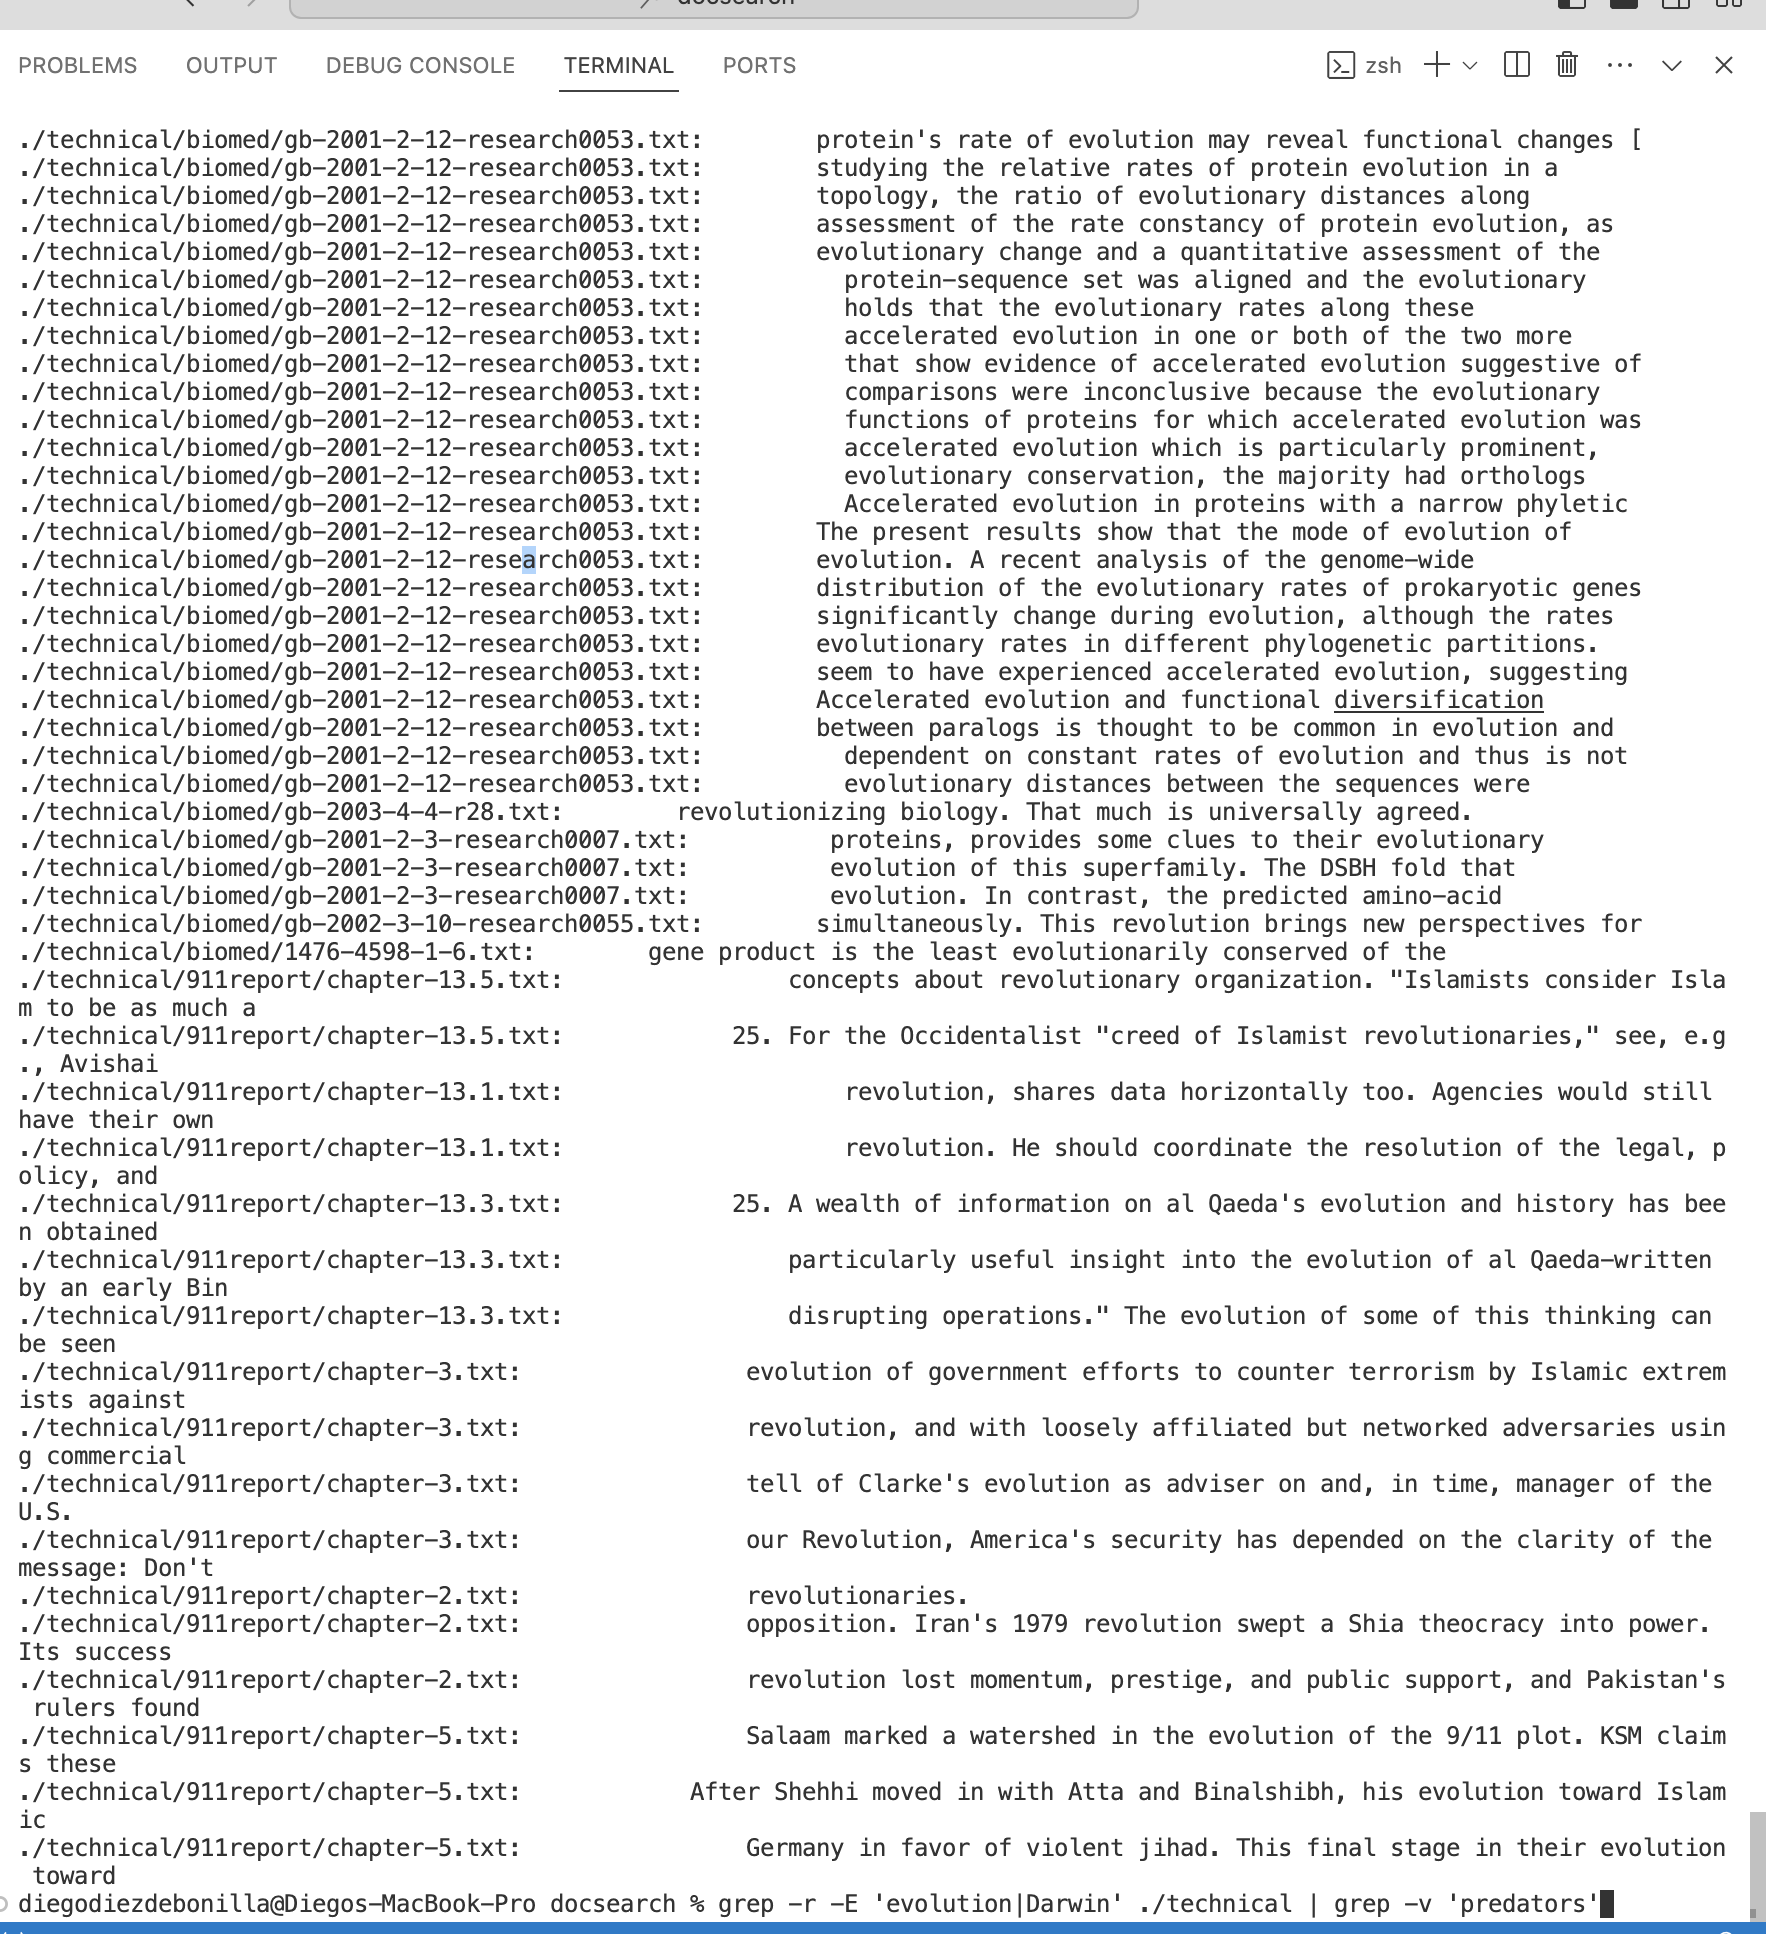 docsearch
PROBLEMS OUTPUT DEBUG CONSOLE TERMINAL PORTS zsh
./technical/biomed/gb-2001-2-12-research0053.txt:        protein's rate of evolution may reveal functional changes [
./technical/biomed/gb-2001-2-12-research0053.txt:        studying the relative rates of protein evolution in a
./technical/biomed/gb-2001-2-12-research0053.txt:        topology, the ratio of evolutionary distances along
./technical/biomed/gb-2001-2-12-research0053.txt:        assessment of the rate constancy of protein evolution, as
./technical/biomed/gb-2001-2-12-research0053.txt:        evolutionary change and a quantitative assessment of the
./technical/biomed/gb-2001-2-12-research0053.txt:          protein-sequence set was aligned and the evolutionary
./technical/biomed/gb-2001-2-12-research0053.txt:          holds that the evolutionary rates along these
./technical/biomed/gb-2001-2-12-research0053.txt:          accelerated evolution in one or both of the two more
./technical/biomed/gb-2001-2-12-research0053.txt:          that show evidence of accelerated evolution suggestive of
./technical/biomed/gb-2001-2-12-research0053.txt:          comparisons were inconclusive because the evolutionary
./technical/biomed/gb-2001-2-12-research0053.txt:          functions of proteins for which accelerated evolution was
./technical/biomed/gb-2001-2-12-research0053.txt:          accelerated evolution which is particularly prominent,
./technical/biomed/gb-2001-2-12-research0053.txt:          evolutionary conservation, the majority had orthologs
./technical/biomed/gb-2001-2-12-research0053.txt:          Accelerated evolution in proteins with a narrow phyletic
./technical/biomed/gb-2001-2-12-research0053.txt:        The present results show that the mode of evolution of
./technical/biomed/gb-2001-2-12-research0053.txt:        evolution. A recent analysis of the genome-wide
./technical/biomed/gb-2001-2-12-research0053.txt:        distribution of the evolutionary rates of prokaryotic genes
./technical/biomed/gb-2001-2-12-research0053.txt:        significantly change during evolution, although the rates
./technical/biomed/gb-2001-2-12-research0053.txt:        evolutionary rates in different phylogenetic partitions.
./technical/biomed/gb-2001-2-12-research0053.txt:        seem to have experienced accelerated evolution, suggesting
./technical/biomed/gb-2001-2-12-research0053.txt:        Accelerated evolution and functional diversification
./technical/biomed/gb-2001-2-12-research0053.txt:        between paralogs is thought to be common in evolution and
./technical/biomed/gb-2001-2-12-research0053.txt:          dependent on constant rates of evolution and thus is not
./technical/biomed/gb-2001-2-12-research0053.txt:          evolutionary distances between the sequences were
./technical/biomed/gb-2003-4-4-r28.txt:        revolutionizing biology. That much is universally agreed.
./technical/biomed/gb-2001-2-3-research0007.txt:          proteins, provides some clues to their evolutionary
./technical/biomed/gb-2001-2-3-research0007.txt:          evolution of this superfamily. The DSBH fold that
./technical/biomed/gb-2001-2-3-research0007.txt:          evolution. In contrast, the predicted amino-acid
./technical/biomed/gb-2002-3-10-research0055.txt:        simultaneously. This revolution brings new perspectives for
./technical/biomed/1476-4598-1-6.txt:        gene product is the least evolutionarily conserved of the
./technical/911report/chapter-13.5.txt:                concepts about revolutionary organization. "Islamists consider Isla
m to be as much a
./technical/911report/chapter-13.5.txt:            25. For the Occidentalist "creed of Islamist revolutionaries," see, e.g
., Avishai
./technical/911report/chapter-13.1.txt:                    revolution, shares data horizontally too. Agencies would still
have their own
./technical/911report/chapter-13.1.txt:                    revolution. He should coordinate the resolution of the legal, p
olicy, and
./technical/911report/chapter-13.3.txt:            25. A wealth of information on al Qaeda's evolution and history has bee
n obtained
./technical/911report/chapter-13.3.txt:                particularly useful insight into the evolution of al Qaeda-written
by an early Bin
./technical/911report/chapter-13.3.txt:                disrupting operations." The evolution of some of this thinking can
be seen
./technical/911report/chapter-3.txt:                evolution of government efforts to counter terrorism by Islamic extrem
ists against
./technical/911report/chapter-3.txt:                revolution, and with loosely affiliated but networked adversaries usin
g commercial
./technical/911report/chapter-3.txt:                tell of Clarke's evolution as adviser on and, in time, manager of the
U.S.
./technical/911report/chapter-3.txt:                our Revolution, America's security has depended on the clarity of the
message: Don't
./technical/911report/chapter-2.txt:                revolutionaries.
./technical/911report/chapter-2.txt:                opposition. Iran's 1979 revolution swept a Shia theocracy into power.
Its success
./technical/911report/chapter-2.txt:                revolution lost momentum, prestige, and public support, and Pakistan's
 rulers found
./technical/911report/chapter-5.txt:                Salaam marked a watershed in the evolution of the 9/11 plot. KSM claim
s these
./technical/911report/chapter-5.txt:            After Shehhi moved in with Atta and Binalshibh, his evolution toward Islam
ic
./technical/911report/chapter-5.txt:                Germany in favor of violent jihad. This final stage in their evolution
 toward
diegodiezdebonilla@Diegos-MacBook-Pro docsearch % grep -r -E 'evolution|Darwin' ./technical | grep -v 'predators'